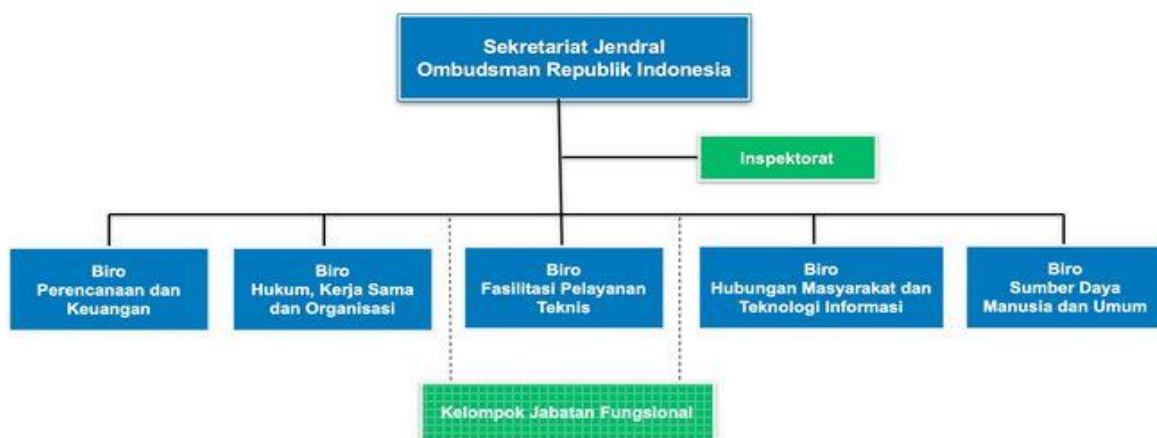 Sekretariat Jendral
Ombudsman Republik Indonesia
Inspektorat
Biro
Perencanaan dan
Keuangan
Biro
Hukum, Kerja Sama
dan Organisasi
Biro
Fasilitasi Pelayanan
Teknis
Biro
Hubungan Masyarakat dan
Teknologi Informasi
Biro
Sumber Daya
Manusia dan Umum
Kelompok Jabatan Fungsional